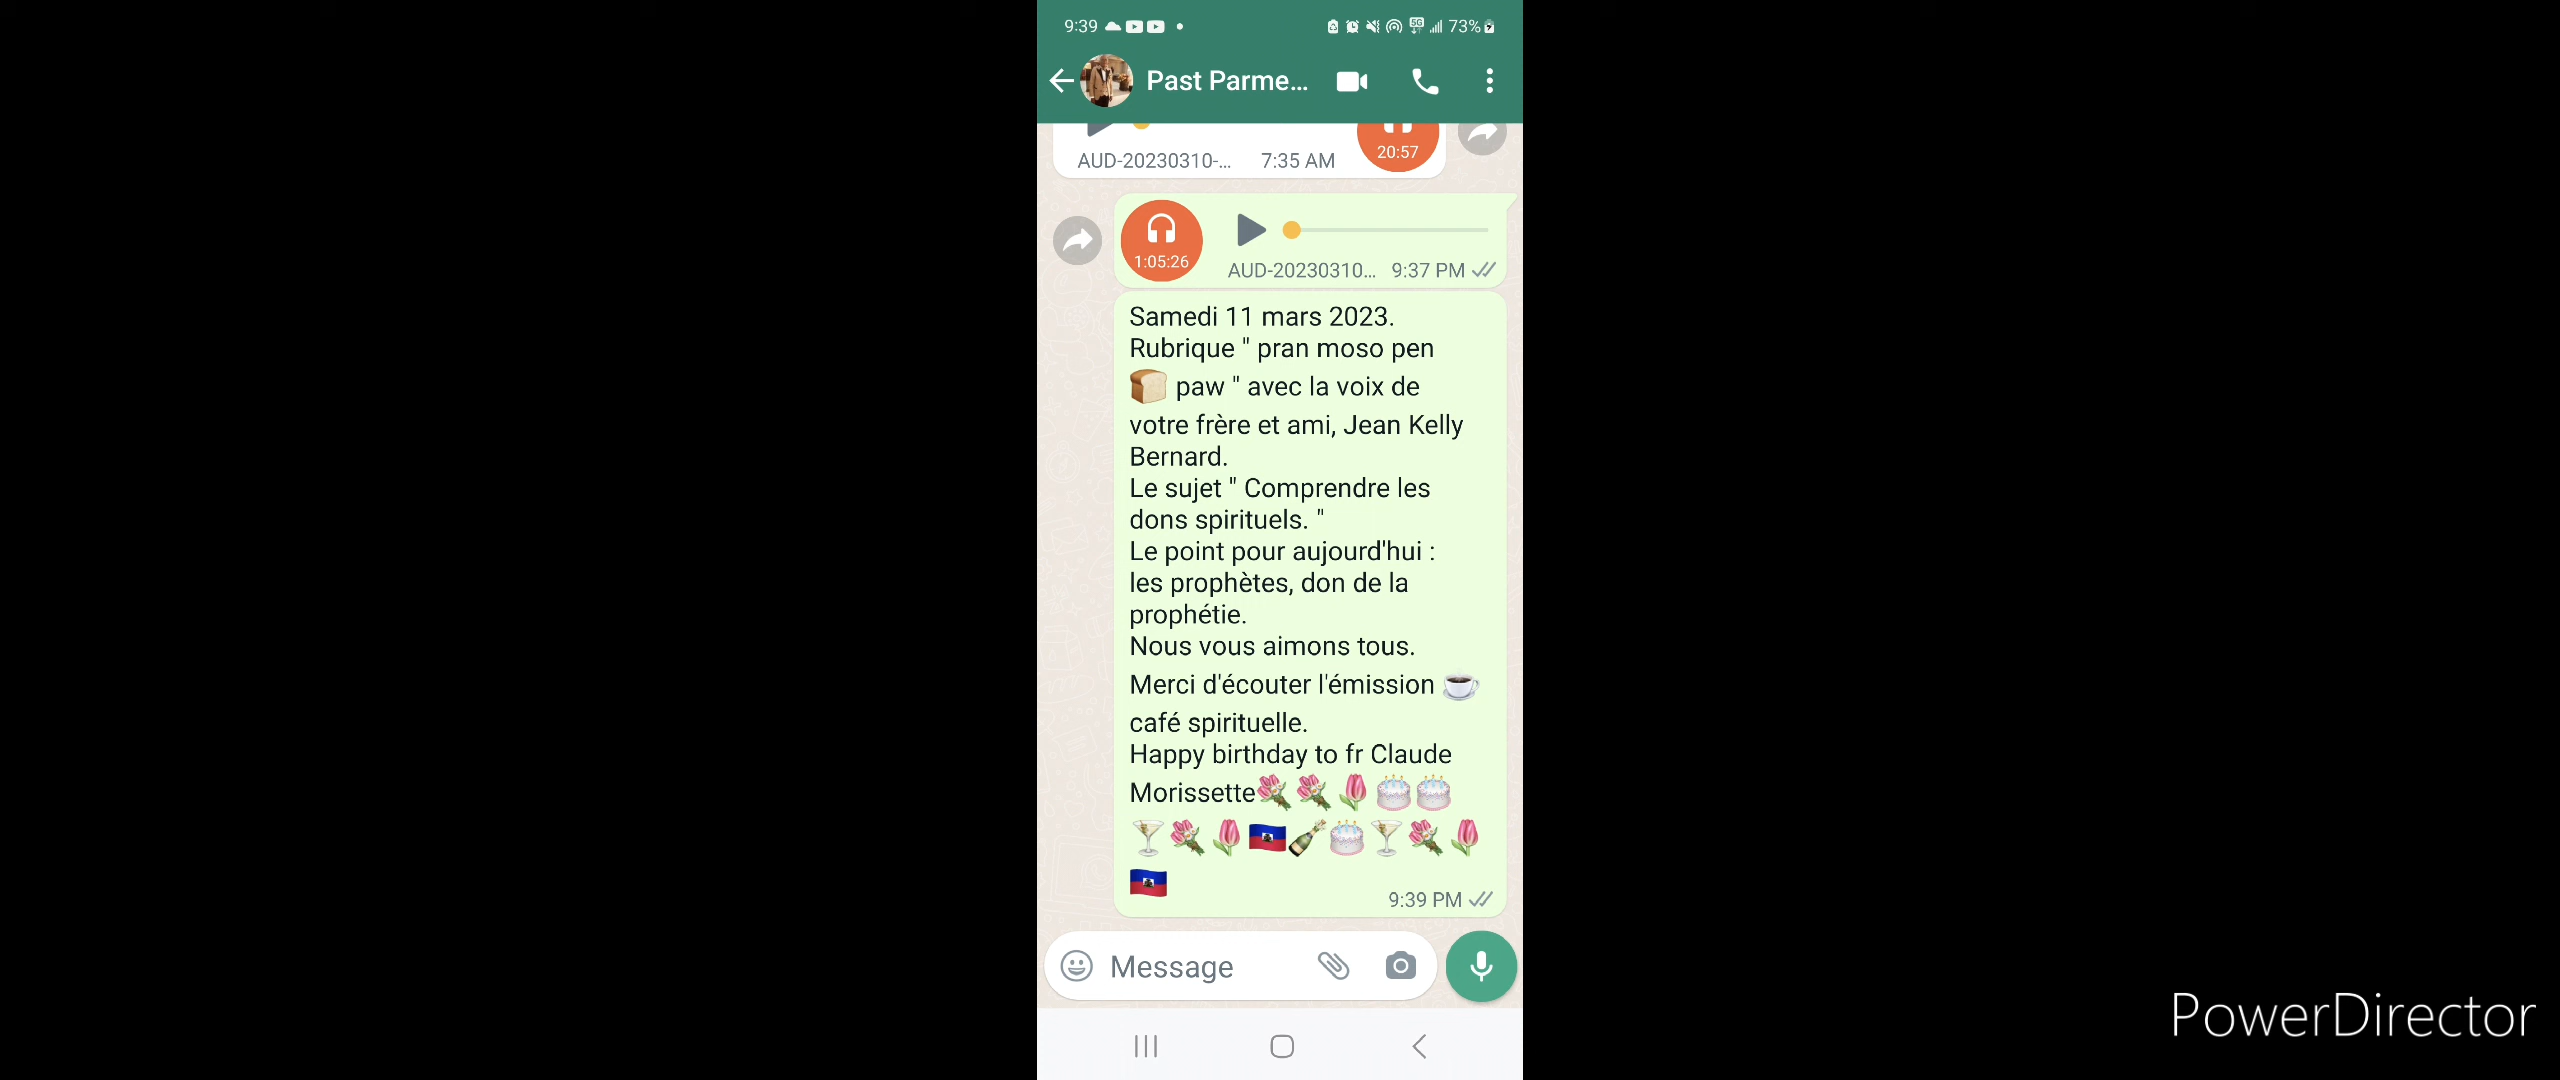 9:39
73%
Past Parme...
20:57
AUD-20230310-... 7:35 AM
1:05:26
AUD-20230310... 9:37 PM
Samedi 11 mars 2023.
Rubrique " pran moso pen
🍞 paw " avec la voix de
votre frère et ami, Jean Kelly
Bernard.
Le sujet " Comprendre les
dons spirituels. "
Le point pour aujourd'hui :
les prophètes, don de la
prophétie.
Nous vous aimons tous.
Merci d'écouter l'émission ☕
café spirituelle.
Happy birthday to fr Claude
Morissette💐💐🌷🎂🎂
🍸💐🌷🇭🇹🍾🎂🍸💐🌷
🇭🇹
9:39 PM
Message
PowerDirector